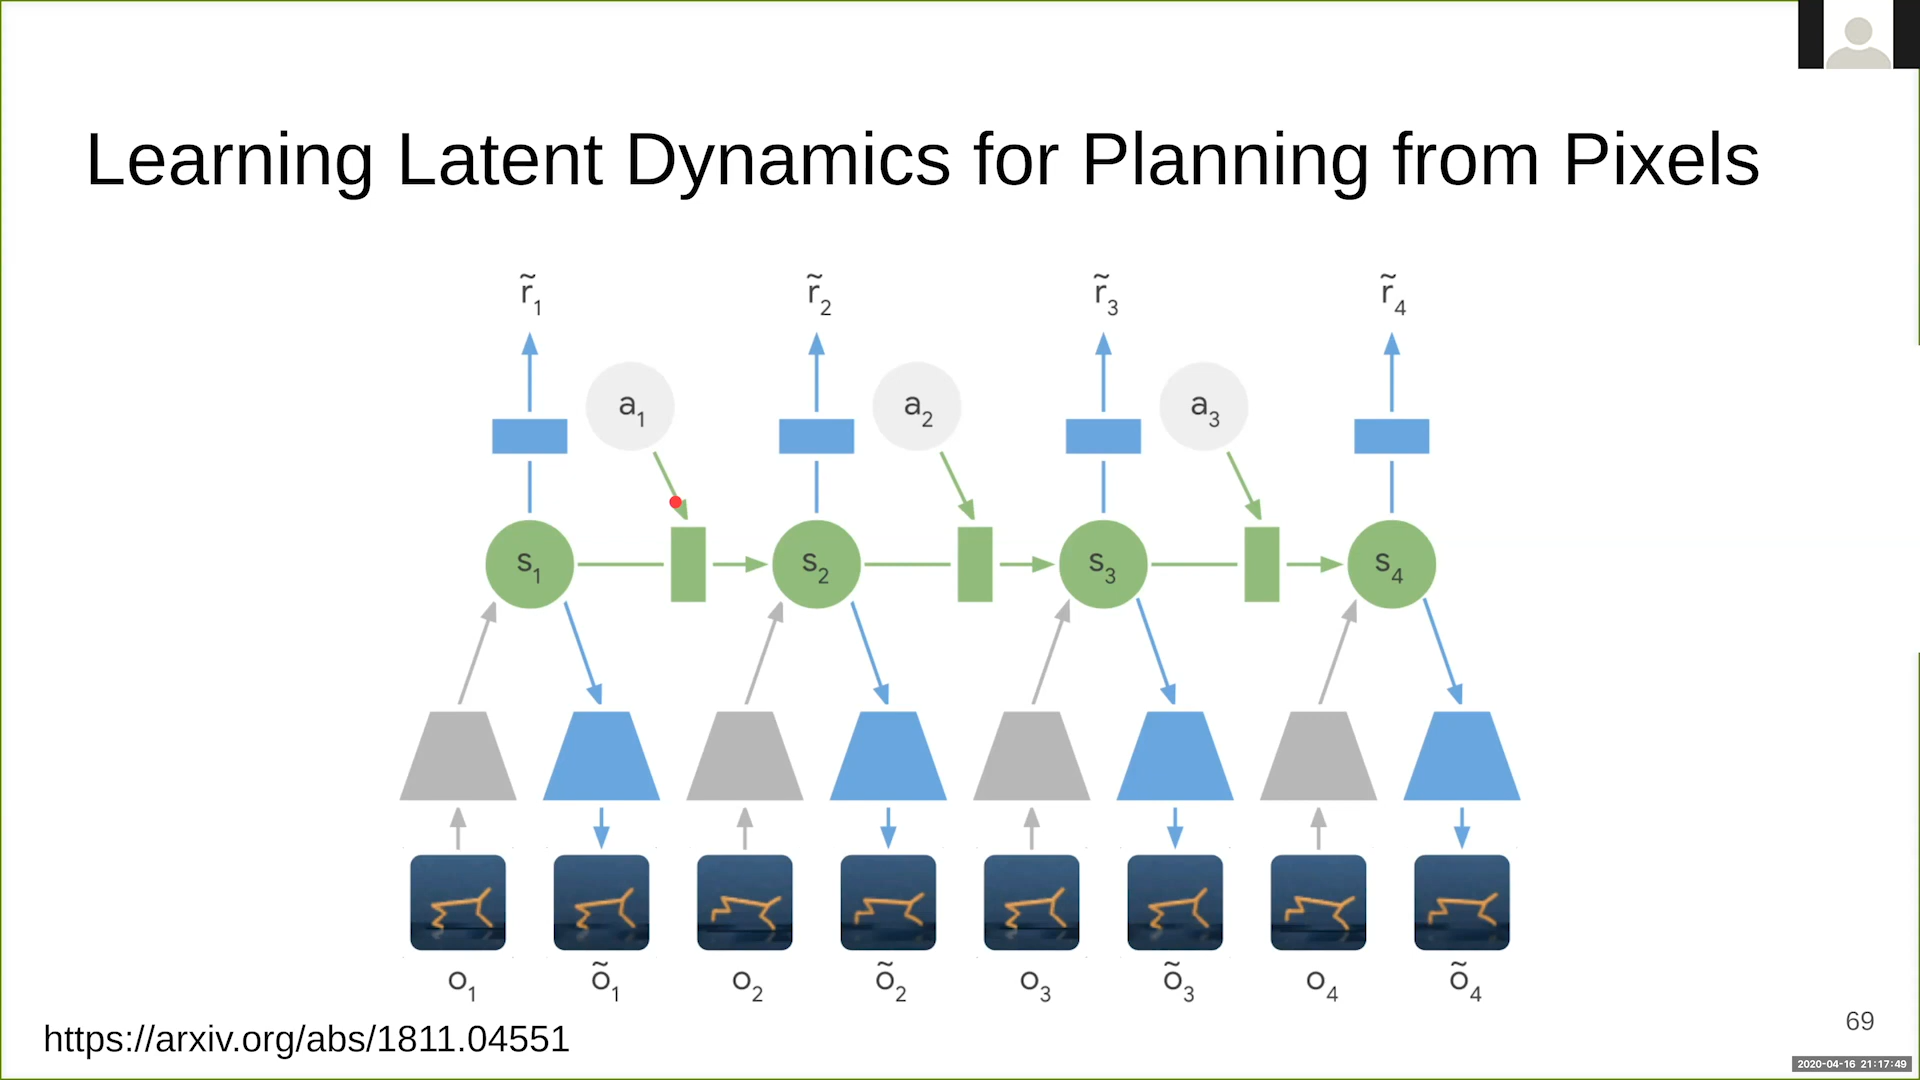 Learning Latent Dynamics for Planning from Pixels
r̃1 r̃2 r̃3 r̃4
a1 a2 a3
s1 s2 s3 s4
o1 õ1 o2 õ2 o3 õ3 o4 õ4
69
https://arxiv.org/abs/1811.04551
2020-04-16 21:17:49